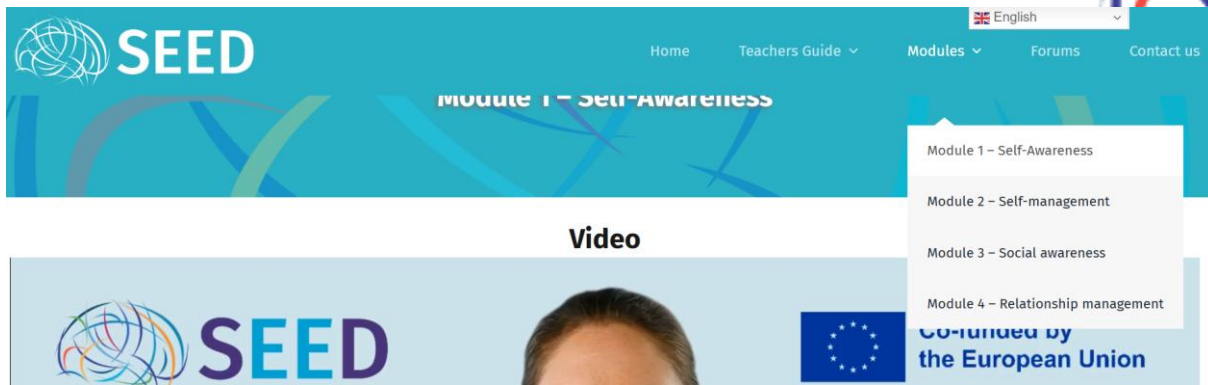 English
SEED
Home Teachers Guide Modules Forums Contact us
Module 1 – Self-Awareness
Module 1 – Self-Awareness
Module 2 – Self-management
Module 3 – Social awareness
Module 4 – Relationship management
Video
SEED
Co-funded by
the European Union